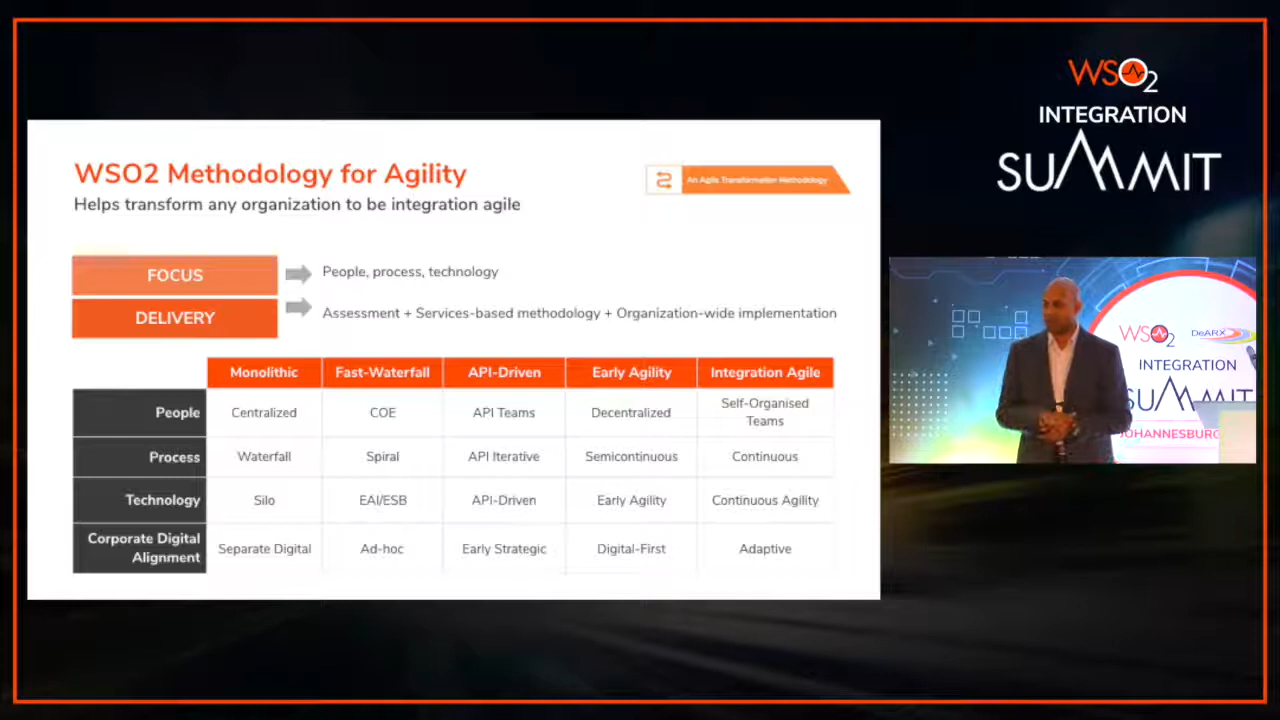 WSO2 Methodology for Agility
Helps transform any organization to be integration agile
An Agile Transformation Methodology
FOCUS
People, process, technology
DELIVERY
Assessment + Services-based methodology + Organization-wide implementation
Monolithic Fast-Waterfall API-Driven Early Agility Integration Agile
People Centralized COE API Teams Decentralized Self-Organised
Teams
Process Waterfall Spiral API Iterative Semicontinuous Continuous
Technology Silo EAI/ESB API-Driven Early Agility Continuous Agility
Corporate Digital
Alignment Separate Digital Ad-hoc Early Strategic Digital-First Adaptive
WSO2
INTEGRATION
SUMMIT
WSO2 DeARX
INTEGRATION
SUMMIT
JOHANNESBURG